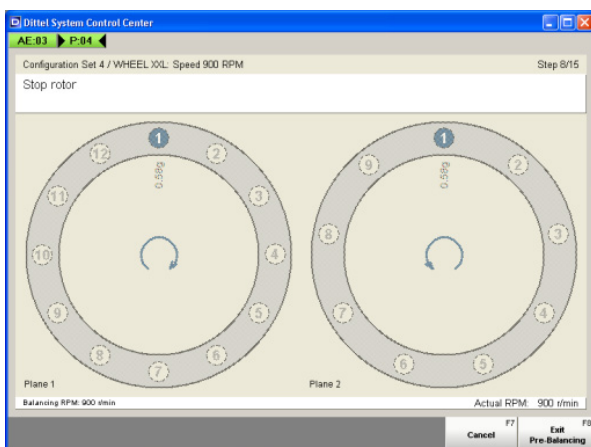 Dittel System Control Center
AE:03 P:04
Configuration Set 4 / WHEEL XXL: Speed 900 RPM Step 8/15
Stop rotor
1 2 3 4 5 6 7 8 9 10 11 12
0.58g
Plane 1
1 2 3 4 5 6 7 8 9
0.58g
Plane 2
Balancing RPM: 900 r/min Actual RPM: 900 r/min
F7 Cancel
F8 Exit
Pre-Balancing